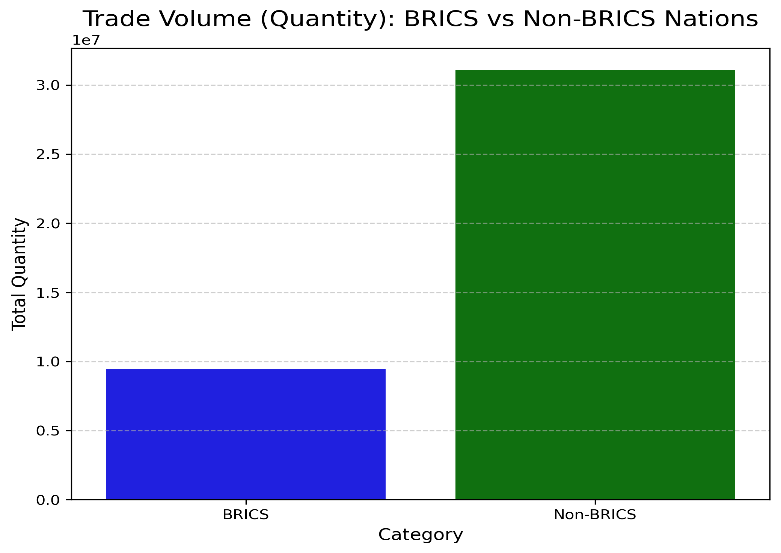 Trade Volume (Quantity): BRICS vs Non-BRICS Nations
1e7
3.0
2.5
2.0
1.5
1.0
0.5
0.0
Total Quantity
BRICS Non-BRICS
Category